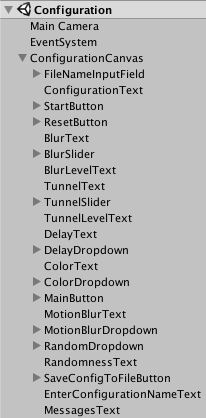 Configuration
Main Camera
EventSystem
ConfigurationCanvas
FileNameInputField
ConfigurationText
StartButton
ResetButton
BlurText
BlurSlider
BlurLevelText
TunnelText
TunnelSlider
TunnelLevelText
DelayText
DelayDropdown
ColorText
ColorDropdown
MainButton
MotionBlurText
MotionBlurDropdown
RandomDropdown
RandomnessText
SaveConfigToFileButton
EnterConfigurationNameText
MessagesText